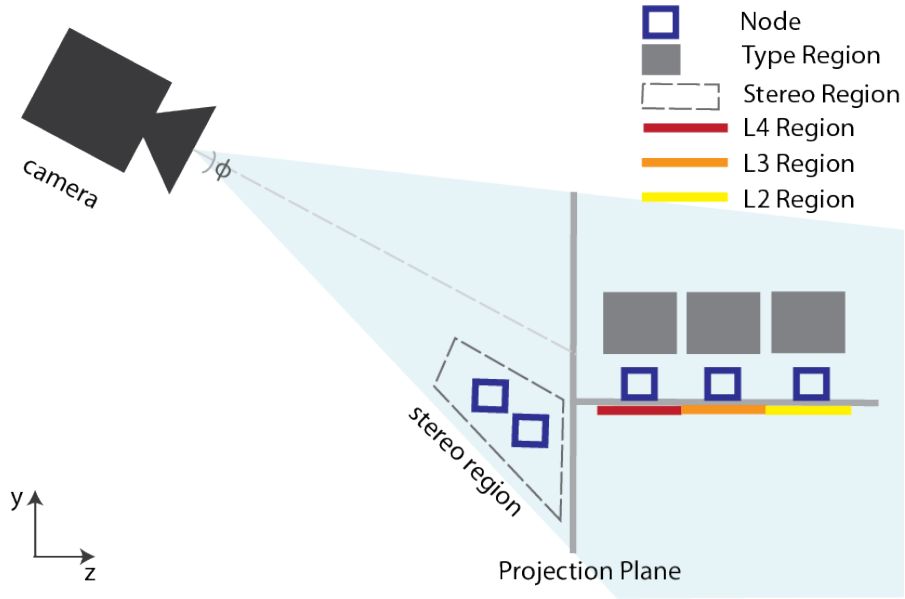 Node
Type Region
Stereo Region
L4 Region
L3 Region
L2 Region
camera
ϕ
stereo region
y
z
Projection Plane